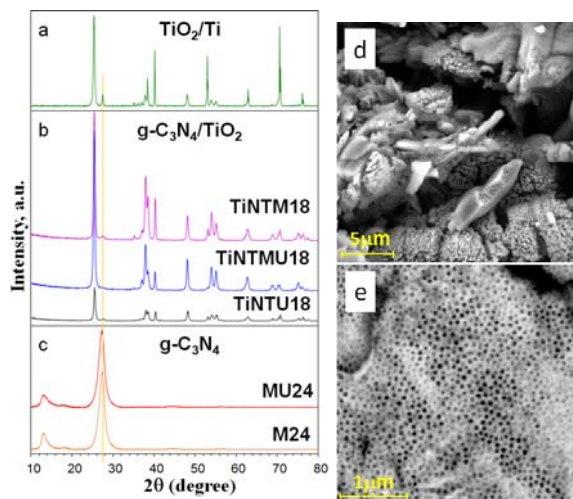 a
TiO₂/Ti
b
g-C₃N₄/TiO₂
TiNTM18
TiNTMU18
TiNTU18
c
g-C₃N₄
MU24
M24
Intensity, a.u.
10 20 30 40 50 60 70 80
2θ (degree)
d
5µm
e
1µm